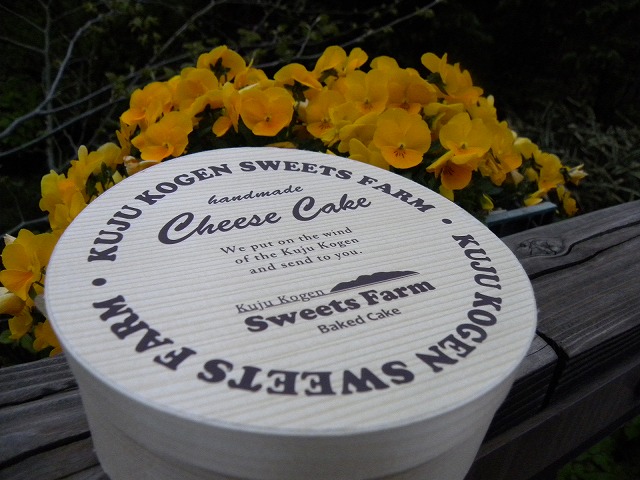 KUJU KOGEN SWEETS FARM • KUJU KOGEN SWEETS FARM •
handmade
Cheese Cake
We put on the wind
of the Kuju Kogen
and send to you.
Kuju Kogen
Sweets Farm
Baked Cake